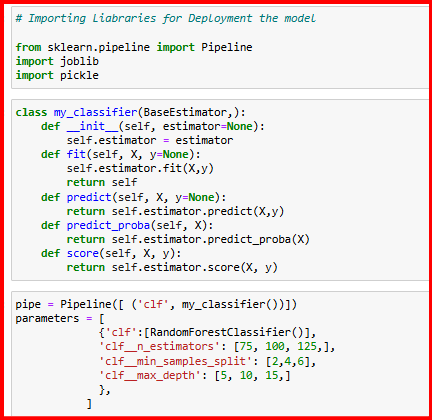 # Importing Liabraries for Deployment the model
from sklearn.pipeline import Pipeline
import joblib
import pickle
class my_classifier(BaseEstimator,):
    def __init__(self, estimator=None):
        self.estimator = estimator
    def fit(self, X, y=None):
        self.estimator.fit(X,y)
        return self
    def predict(self, X, y=None):
        return self.estimator.predict(X,y)
    def predict_proba(self, X):
        return self.estimator.predict_proba(X)
    def score(self, X, y):
        return self.estimator.score(X, y)
pipe = Pipeline([ ('clf', my_classifier())])
parameters = [
            {'clf':[RandomForestClassifier()],
            'clf__n_estimators': [75, 100, 125,],
            'clf__min_samples_split': [2,4,6],
            'clf__max_depth': [5, 10, 15,]
            },
          ]